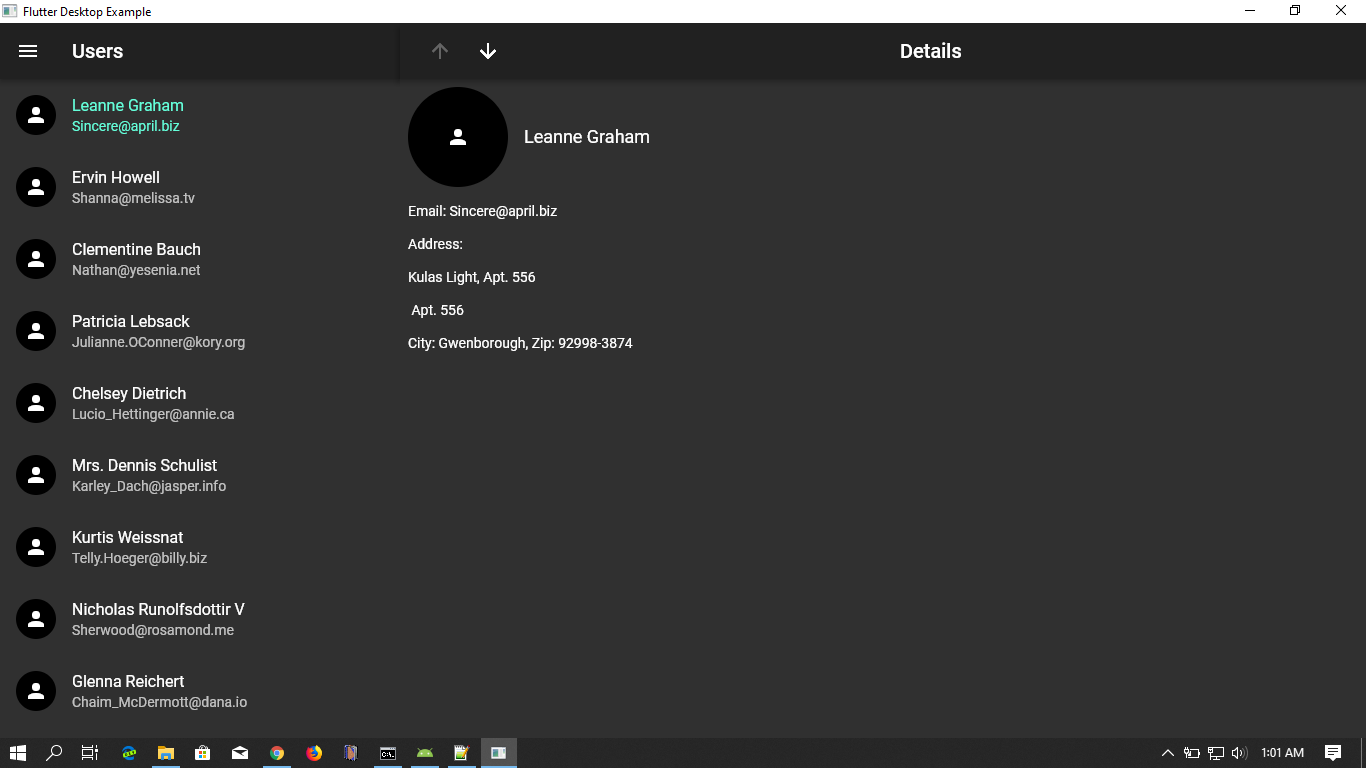 Flutter Desktop Example
Users
Details
Leanne Graham
Sincere@april.biz
Ervin Howell
Shanna@melissa.tv
Clementine Bauch
Nathan@yesenia.net
Patricia Lebsack
Julianne.OConner@kory.org
Chelsey Dietrich
Lucio_Hettinger@annie.ca
Mrs. Dennis Schulist
Karley_Dach@jasper.info
Kurtis Weissnat
Telly.Hoeger@billy.biz
Nicholas Runolfsdottir V
Sherwood@rosamond.me
Glenna Reichert
Chaim_McDermott@dana.io
Leanne Graham
Email: Sincere@april.biz
Address:
Kulas Light, Apt. 556
Apt. 556
City: Gwenborough, Zip: 92998-3874
1:01 AM